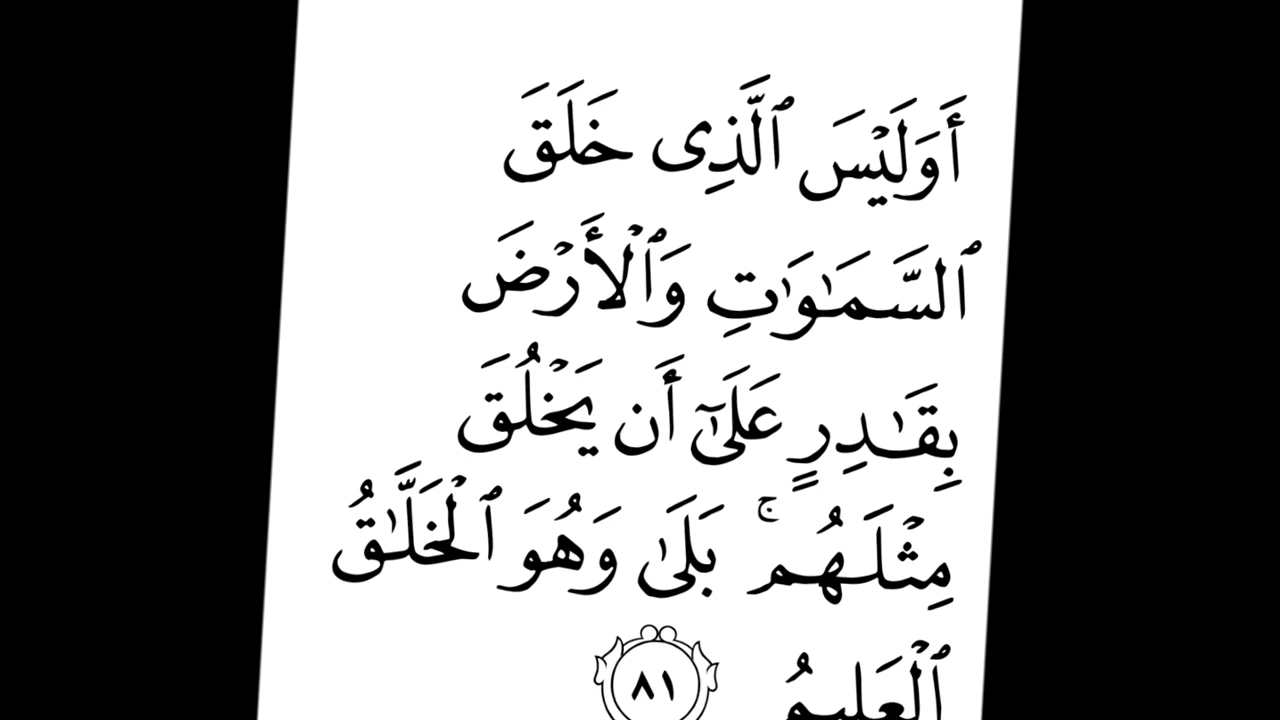 أَوَلَيْسَ ٱلَّذِى خَلَقَ
ٱلسَّمَـٰوَٰتِ وَٱلْأَرْضَ
بِقَـٰدِرٍ عَلَىٰٓ أَن يَخْلُقَ
مِثْلَهُم ۚ بَلَىٰ وَهُوَ ٱلْخَلَّـٰقُ
ٱلْعَلِيمُ ٨١